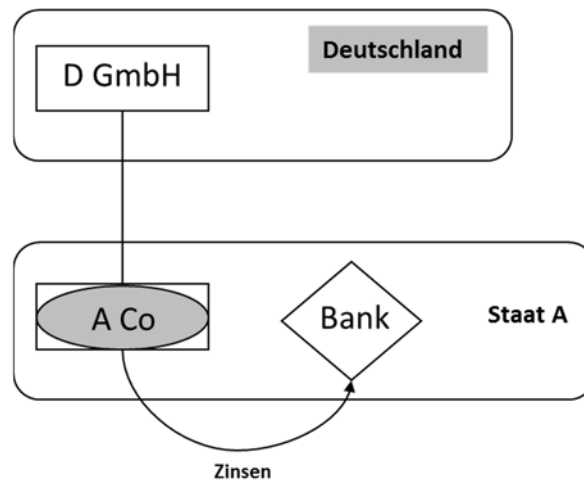 Deutschland
D GmbH
A Co
Bank
Staat A
Zinsen